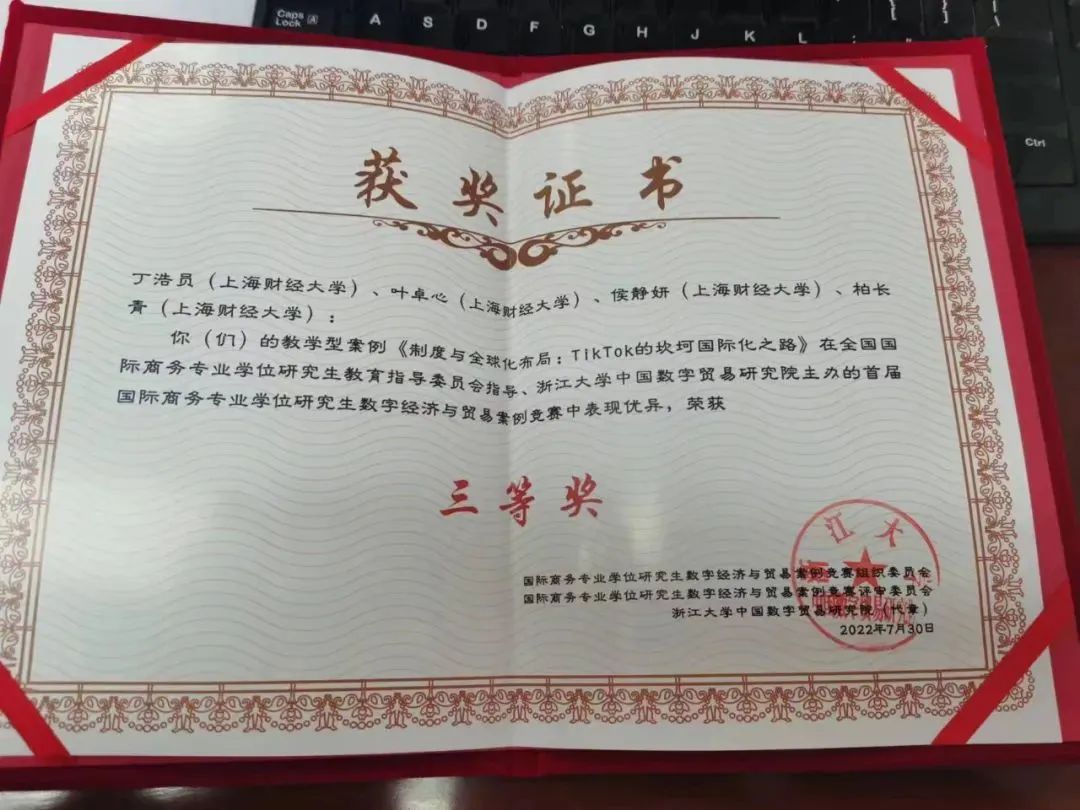 Caps
Lock A
A S D F G H J K L
Ctrl
获奖证书
丁浩员（上海财经大学）、叶卓心（上海财经大学）、侯静妍（上海财经大学）、柏长
青（上海财经大学）：
你（们）的教学型案例《制度与全球化布局：TikTok的坎坷国际化之路》在全国国
际商务专业学位研究生教育指导委员会指导、浙江大学中国数字贸易研究院主办的首届
国际商务专业学位研究生数字经济与贸易案例竞赛中表现优异，荣获
三等奖
江大
国际商务专业学位研究生数字经济与贸易案例竞赛组织委员会
国际商务专业学位研究生数字经济与贸易案例竞赛评审委员会
浙江大学中国数字贸易研究院（代章）
2022年7月30日